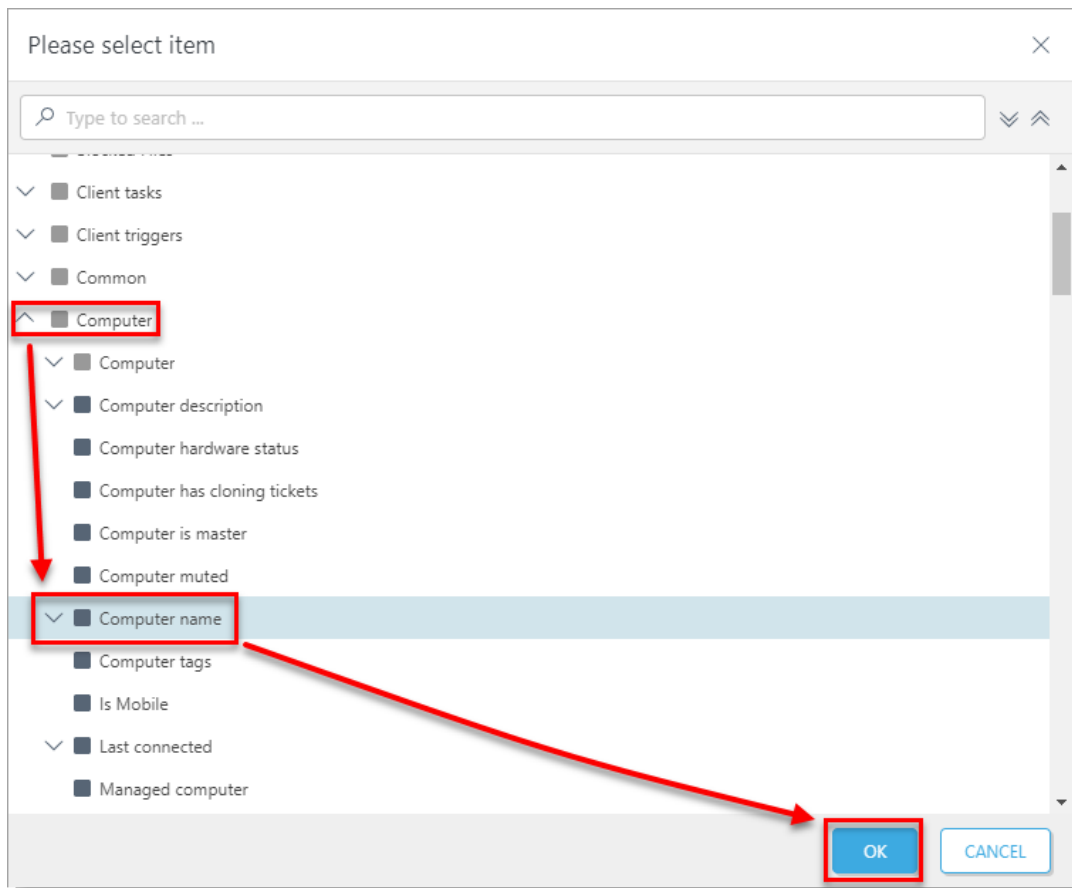 Please select item
Type to search ...
Client tasks
Client triggers
Common
Computer
Computer
Computer description
Computer hardware status
Computer has cloning tickets
Computer is master
Computer muted
Computer name
Computer tags
Is Mobile
Last connected
Managed computer
OK
CANCEL